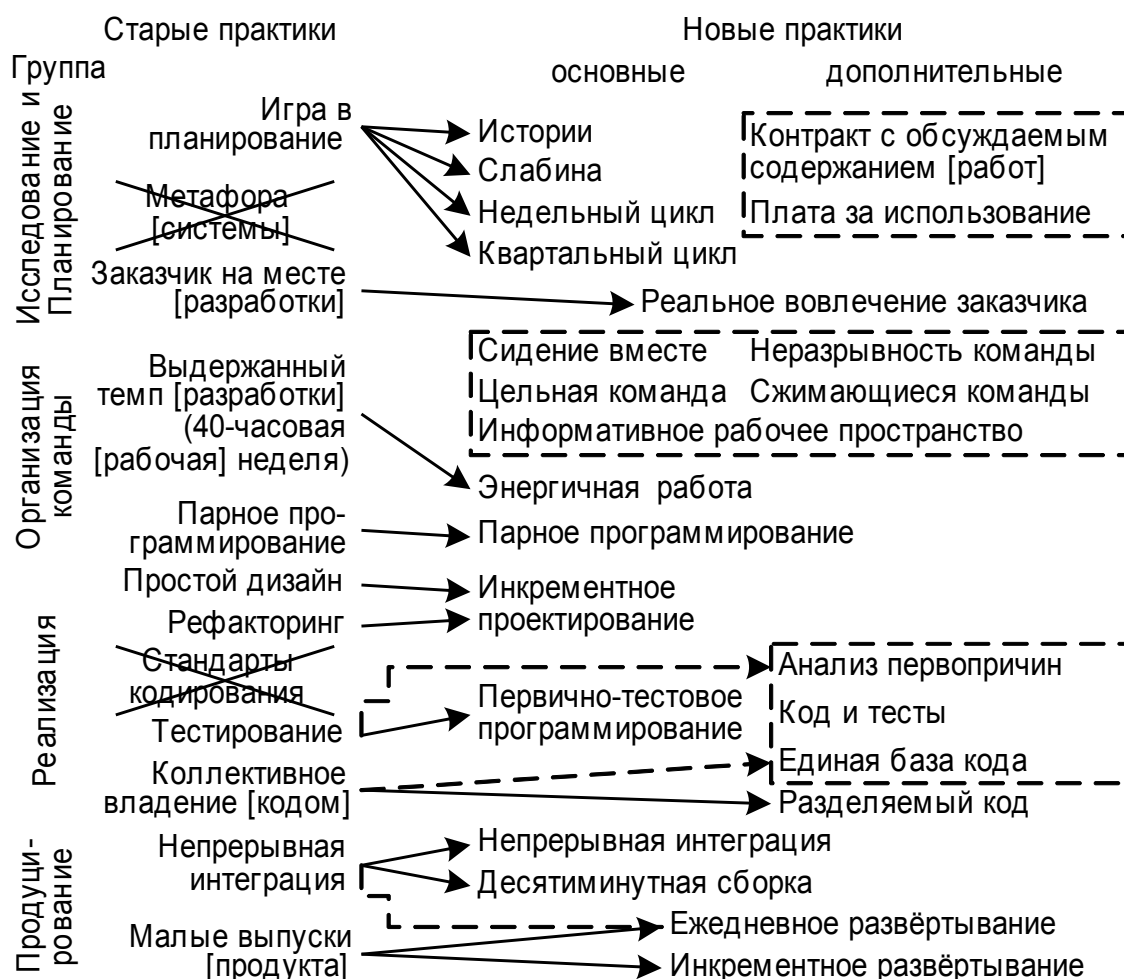 Старые практики
Новые практики
Группа
основные
дополнительные
Исследование и
Планирование
Игра в
планирование
Истории
Слабина
Недельный цикл
Квартальный цикл
Контракт с обсуждаемым
содержанием [работ]
Плата за использование
Метафора
[системы]
Заказчик на месте
[разработки]
Реальное вовлечение заказчика
Организация
команды
Выдержанный
темп [разработки]
(40-часовая
[рабочая] неделя)
Сидение вместе
Неразрывность команды
Цельная команда
Сжимающиеся команды
Информативное рабочее пространство
Энергичная работа
Парное про-
граммирование
Парное программирование
Реализация
Простой дизайн
Инкрементное
проектирование
Рефакторинг
Стандарты
кодирования
Тестирование
Первично-тестовое
программирование
Анализ первопричин
Код и тесты
Единая база кода
Коллективное
владение [кодом]
Разделяемый код
Продуци-
рование
Непрерывная
интеграция
Непрерывная интеграция
Десятиминутная сборка
Ежедневное развёртывание
Малые выпуски
[продукта]
Инкрементное развёртывание